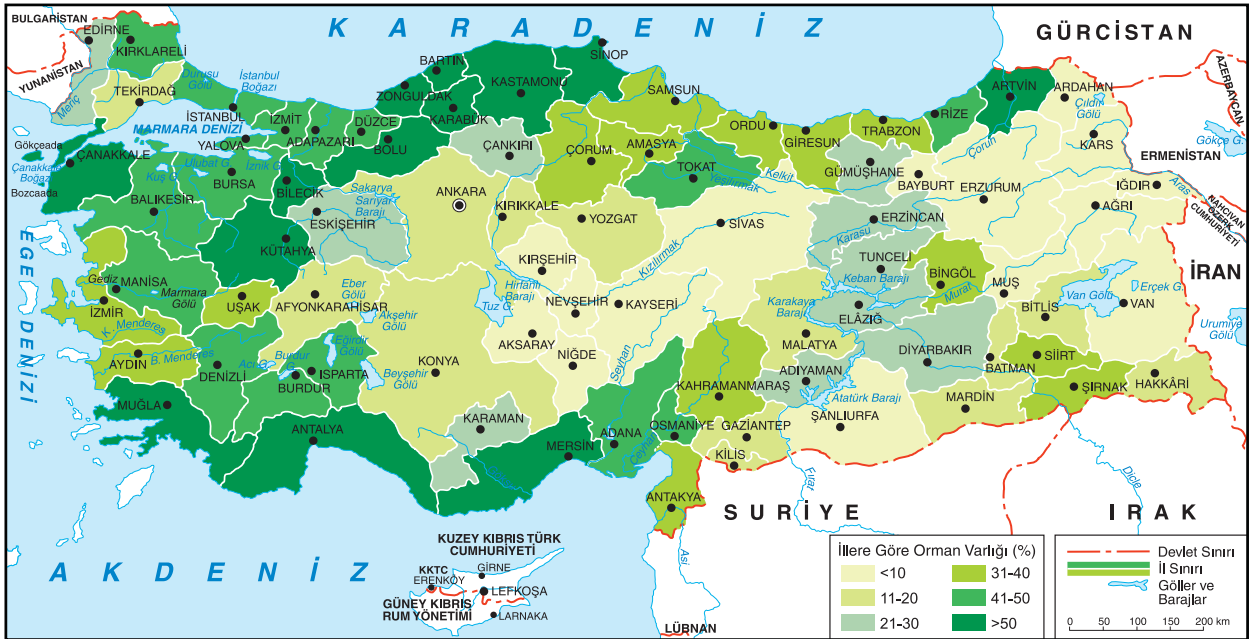 BULGARİSTAN
EDİRNE
KIRKLARELİ
YUNANİSTAN
Meriç
TEKİRDAĞ
Durusu
Gölü
İstanbul
Boğazı
K A R A D E N İ Z
GÜRCİSTAN
AZERBAYCAN
ERMENİSTAN
Gökçe G.
NAHCIVAN
ÖZERK
CUMHURİYETİ
İRAN
Urumiye
Gölü
İSTANBUL
MARMARA DENİZİ
YALOVA
İZMİT
ADAPAZARI
DÜZCE
BOLU
ZONGULDAK
BARTIN
KARABÜK
KASTAMONU
SİNOP
ÇANKIRI
ÇORUM
SAMSUN
AMASYA
TOKAT
ORDU
GİRESUN
TRABZON
GÜMÜŞHANE
RİZE
ARTVİN
ARDAHAN
Çıldır
Gölü
KARS
Çoruh
BAYBURT
ERZURUM
IĞDIR
Aras
AĞRI
Gökçeada
ÇANAKKALE
Çanakkale
Boğazı
Bozcaada
Ulubat G.
Kuş G.
İznik G.
BURSA
BİLECİK
BALIKESİR
Sakarya
Sarıyar
Barajı
ESKİŞEHİR
KÜTAHYA
ANKARA
KIRIKKALE
YOZGAT
Yeşilırmak
Kelkit
SİVAS
Kızılırmak
ERZİNCAN
Karasu
TUNCELİ
Keban Barajı
BİNGÖL
Murat
MUŞ
BİTLİS
Van Gölü
Erçek G.
VAN
E G E D E N İ Z İ
Gediz
MANİSA
Marmara
Gölü
İZMİR
K. Menderes
UŞAK
AFYONKARAHİSAR
Eber
Gölü
Akşehir
Gölü
Tuz G.
Hirfanlı
Barajı
KIRŞEHİR
NEVŞEHİR
KAYSERİ
AKSARAY
NİĞDE
Seyhan
Karakaya
Barajı
ELÂZIĞ
MALATYA
DİYARBAKIR
BATMAN
SİİRT
ŞIRNAK
HAKKÂRİ
AYDIN
B. Menderes
DENİZLİ
Acı G.
Burdur
G.
BURDUR
Eğirdir
Gölü
ISPARTA
Beyşehir
Gölü
KONYA
KARAMAN
KAHRAMANMARAŞ
ADIYAMAN
Atatürk Barajı
ŞANLIURFA
MARDİN
MUĞLA
ANTALYA
MERSİN
ADANA
Ceyhan
OSMANİYE
GAZİANTEP
KİLİS
ANTAKYA
Fırat
Dicle
Asi
S U R İ Y E
I R A K
LÜBNAN
A K D E N İ Z
KUZEY KIBRIS TÜRK
CUMHURİYETİ
GİRNE
KKTC
ERENKÖY
LEFKOŞA
GÜNEY KIBRIS
RUM YÖNETİMİ
LARNAKA
İllere Göre Orman Varlığı (%)
<10
11-20
21-30
31-40
41-50
>50
Devlet Sınırı
İl Sınırı
Göller ve
Barajlar
0 50 100 150 200 km